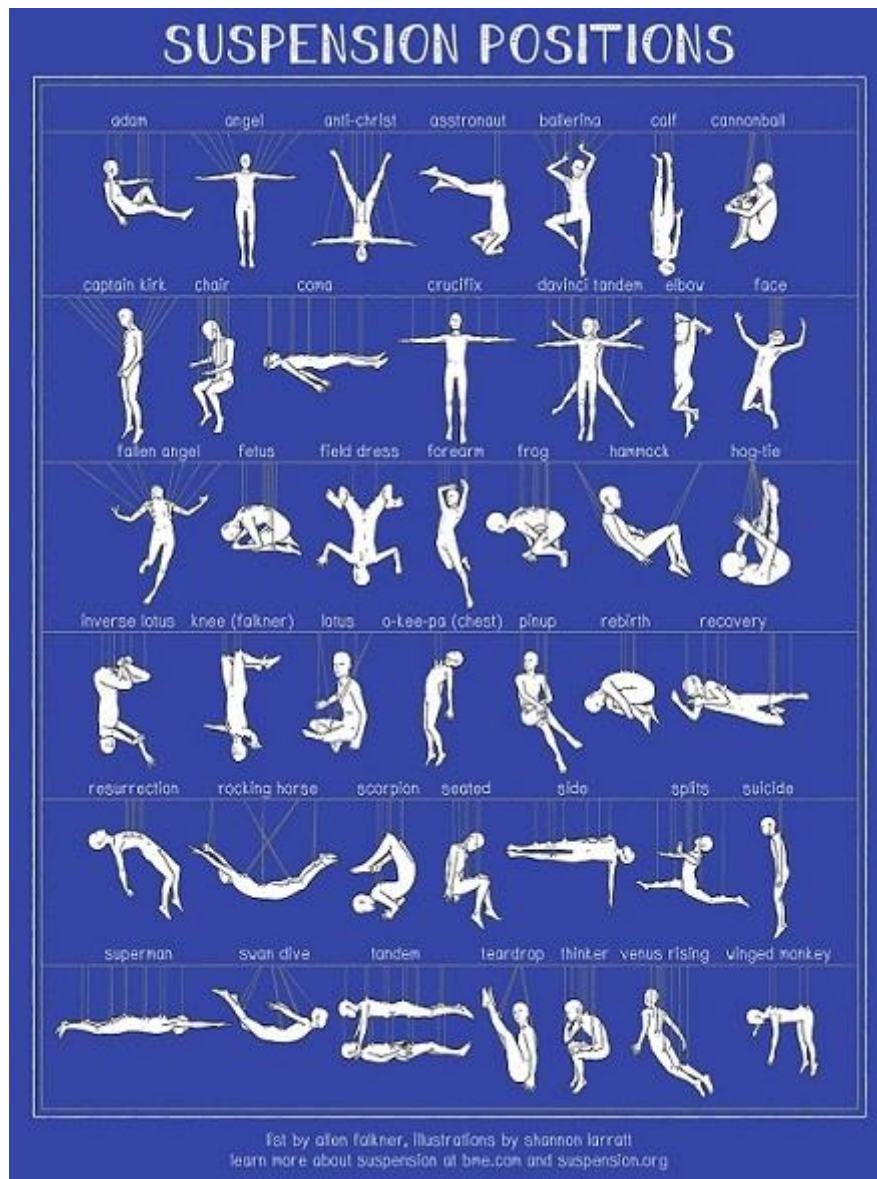 SUSPENSION POSITIONS
adam angel anti-christ asstronaut ballerina calf cannonball
captain kirk chair coma crucifix davinci tandem elbow face
fallen angel fetus field dress forearm frog hammock hog-tie
inverse lotus knee (falkner) lotus o-kee-pa (chest) pinup rebirth recovery
resurrection rocking horse scorpion seated side splits suicide
superman swan dive tandem teardrop thinker venus rising winged monkey
list by allen falkner, illustrations by shannon larratt
learn more about suspension at bme.com and suspension.org